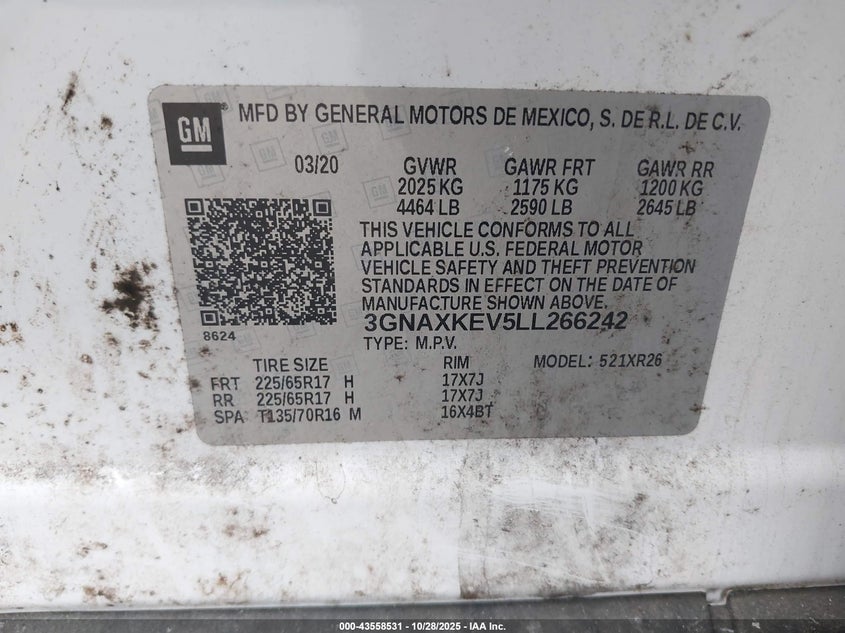 GM ® MFD BY GENERAL MOTORS DE MEXICO, S. DE R.L. DE C.V.
03/20 GVWR GAWR FRT GAWR RR
2025 KG 1175 KG 1200 KG
4464 LB 2590 LB 2645 LB
THIS VEHICLE CONFORMS TO ALL
APPLICABLE U.S. FEDERAL MOTOR
VEHICLE SAFETY AND THEFT PREVENTION
STANDARDS IN EFFECT ON THE DATE OF
MANUFACTURE SHOWN ABOVE.
8624 3GNAXKEV5LL266242
TYPE: M.P.V.
TIRE SIZE RIM MODEL: 521XR26
FRT 225/65R17 H 17X7J
RR 225/65R17 H 17X7J
SPA T135/70R16 M 16X4BT
000-43558531 - 10/28/2025 - IAA Inc.